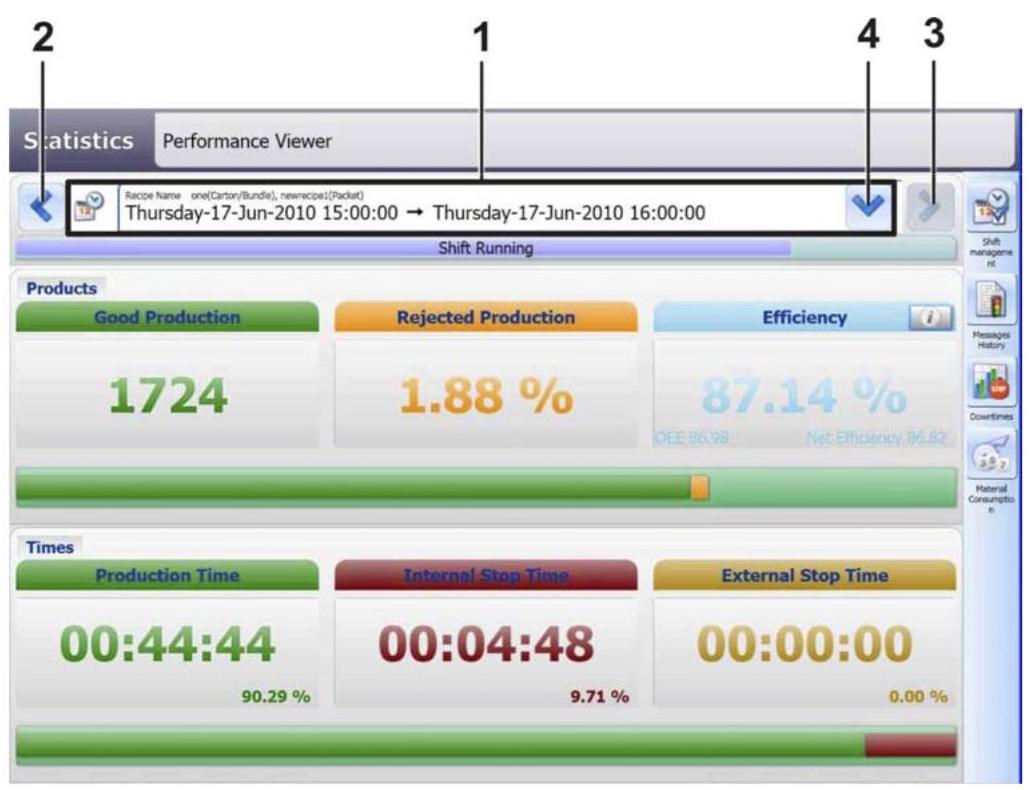 2 1 4 3
Statistics Performance Viewer
Recipe Name one(Carton/Bundle), newrecipe1(Packet)
Thursday-17-Jun-2010 15:00:00 → Thursday-17-Jun-2010 16:00:00
Shift Running
Shift
manageme
nt
Products
Good Production Rejected Production Efficiency i
Messages
History
1724 1.88 % 87.14 %
OEE 86.98 Net Efficiency 86.82
STOP
Downtimes
Material
Consumptio
n
Times
Production Time Internal Stop Time External Stop Time
00:44:44 00:04:48 00:00:00
90.29 % 9.71 % 0.00 %